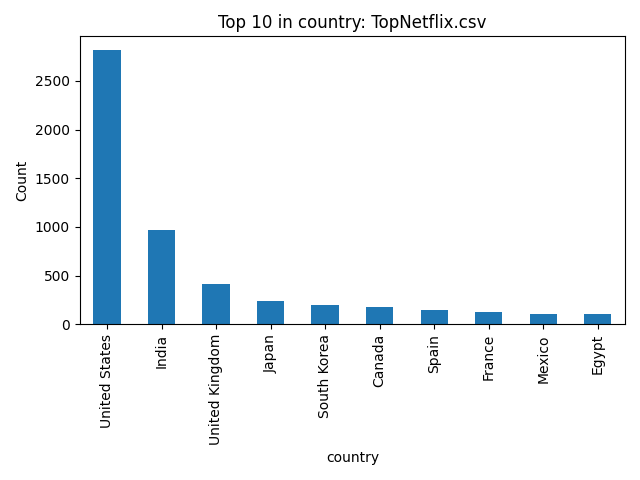 Top 10 in country: TopNetflix.csv
Count
2500
2000
1500
1000
500
0
United States
India
United Kingdom
Japan
South Korea
Canada
Spain
France
Mexico
Egypt
country